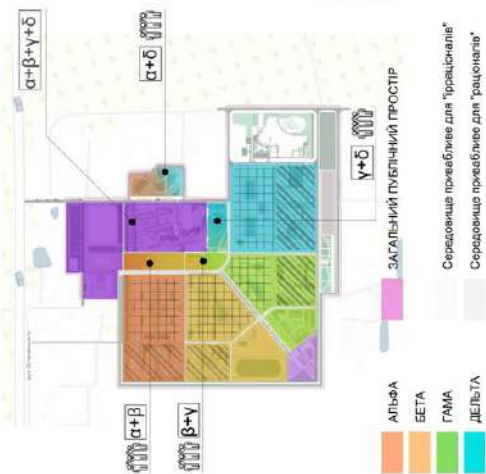 α+β+γ+δ
α+δ
γ+δ
α+β
β+γ
АЛЬФА
БЕТА
ГАМА
ДЕЛЬТА
ЗАГАЛЬНИЙ ПУБЛІЧНИЙ ПРОСТІР
Середовище привабливе для "ірраціоналів"
Середовище привабливе для "раціоналів"